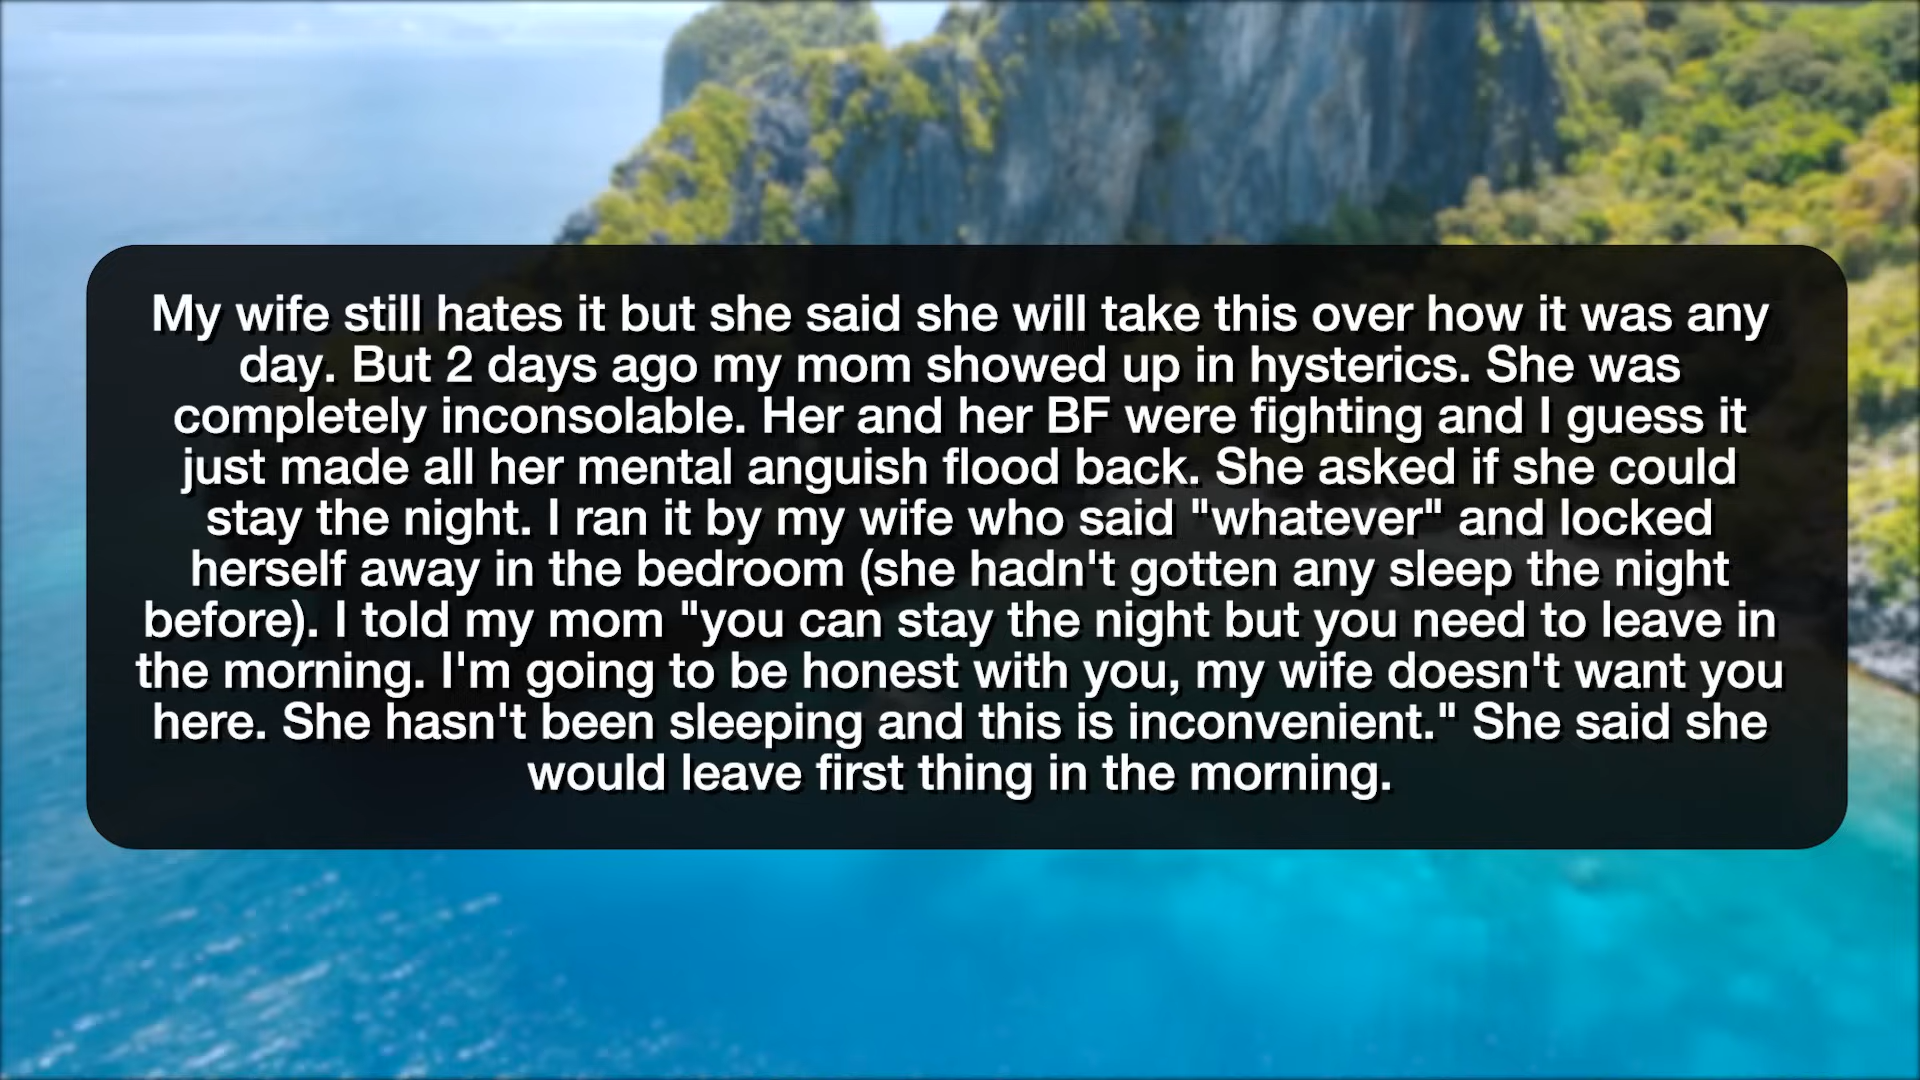 My wife still hates it but she said she will take this over how it was any
day. But 2 days ago my mom showed up in hysterics. She was
completely inconsolable. Her and her BF were fighting and I guess it
just made all her mental anguish flood back. She asked if she could
stay the night. I ran it by my wife who said "whatever" and locked
herself away in the bedroom (she hadn't gotten any sleep the night
before). I told my mom "you can stay the night but you need to leave in
the morning. I'm going to be honest with you, my wife doesn't want you
here. She hasn't been sleeping and this is inconvenient." She said she
would leave first thing in the morning.